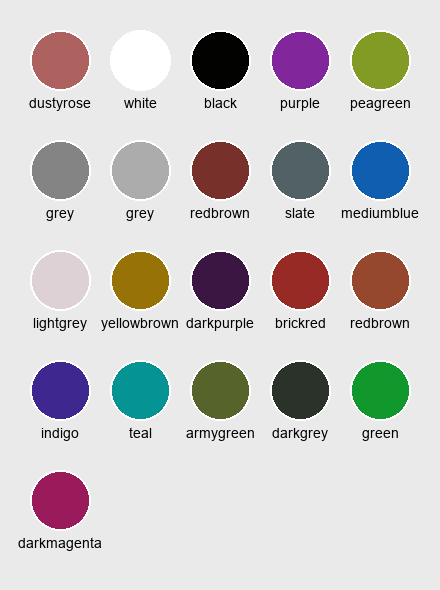 dustyrose white black purple peagreen
grey grey redbrown slate mediumblue
lightgrey yellowbrown darkpurple brickred redbrown
indigo teal armygreen darkgrey green
darkmagenta